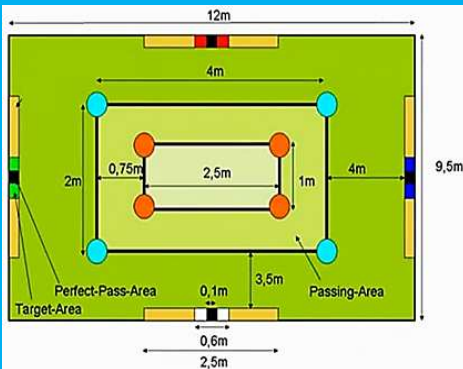 12m
4m
0,75m
2,5m
1m
2m
4m
9,5m
3,5m
Perfect-Pass-Area
Target-Area
Passing-Area
0,1m
0,6m
2,5m